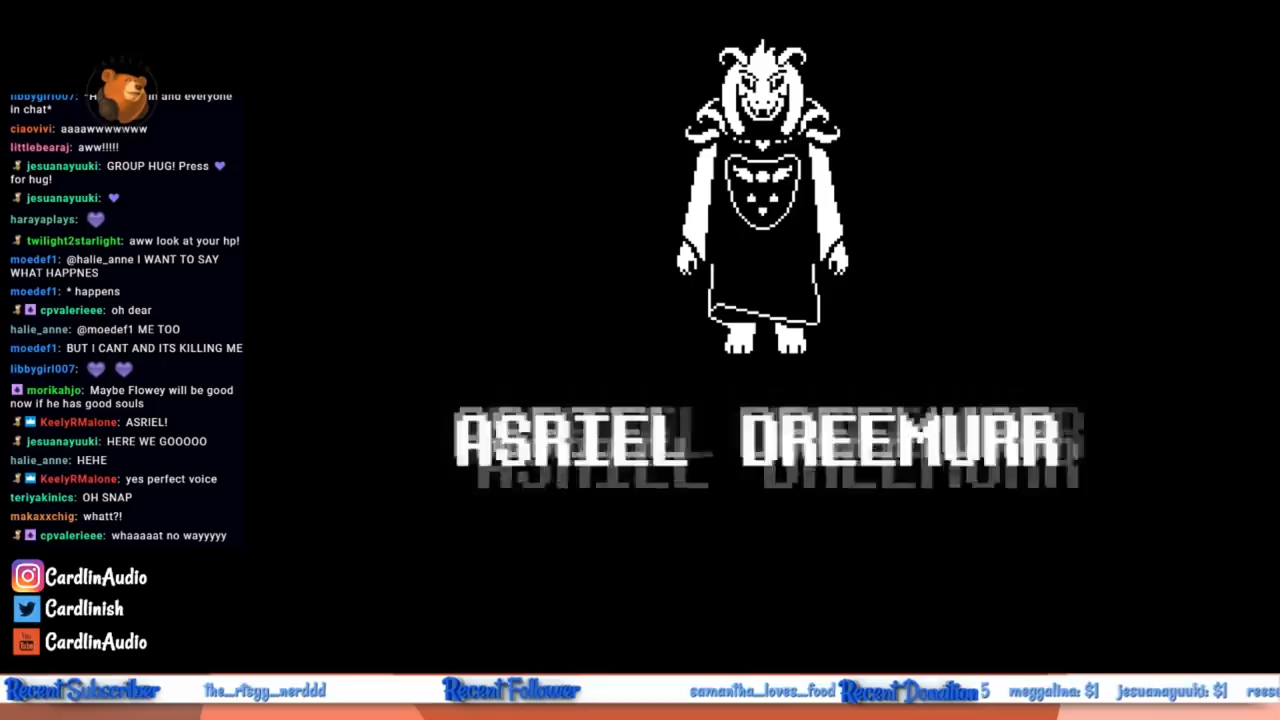 libbygirl007: *H in and everyone
in chat*
ciaovivi: aaaawwwwwww
littlebearaj: aww!!!!!
jesuanayuuki: GROUP HUG! Press
for hug!
jesuanayuuki:
harayaplays:
twilight2starlight: aww look at your hp!
moedef1: @halie_anne I WANT TO SAY
WHAT HAPPNES
moedef1: * happens
cpvalerieee: oh dear
halie_anne: @moedef1 ME TOO
moedef1: BUT I CANT AND ITS KILLING ME
libbygirl007:
morikahjo: Maybe Flowey will be good
now if he has good souls
KeelyRMalone: ASRIEL!
jesuanayuuki: HERE WE GOOOOO
halie_anne: HEHE
KeelyRMalone: yes perfect voice
teriyakinics: OH SNAP
makaxxchig: whatt?!
cpvalerieee: whaaaaat no wayyyyy
ASRIEL DREEMURR
CardlinAudio
Cardlinish
CardlinAudio
Recent Subscriber the_rtsyy_nerddd Recent Follower samantha_loves_food Recent Donation 5 meggalina: $1 jesuanayuuki: $1 reesu